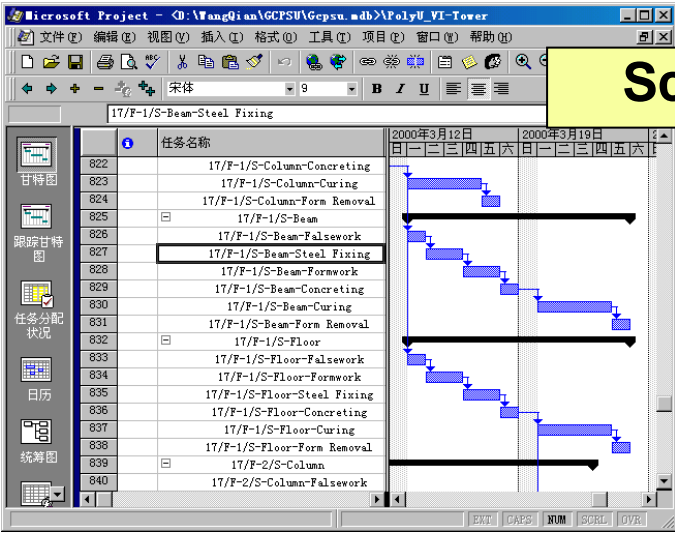 Microsoft Project - <D:\WangQian\GCPSU\Gcpsu.mdb>\PolyU_VI-Tower
文件(F) 编辑(E) 视图(V) 插入(I) 格式(O) 工具(T) 项目(P) 窗口(W) 帮助(H)
宋体 9 B I U
17/F-1/S-Beam-Steel Fixing
任务名称
2000年3月12日 2000年3月19日
日 一 二 三 四 五 六 日 一 二 三 四 五 六
822 17/F-1/S-Column-Concreting
823 17/F-1/S-Column-Curing
824 17/F-1/S-Column-Form Removal
825 17/F-1/S-Beam
826 17/F-1/S-Beam-Falsework
827 17/F-1/S-Beam-Steel Fixing
828 17/F-1/S-Beam-Formwork
829 17/F-1/S-Beam-Concreting
830 17/F-1/S-Beam-Curing
831 17/F-1/S-Beam-Form Removal
832 17/F-1/S-Floor
833 17/F-1/S-Floor-Falsework
834 17/F-1/S-Floor-Formwork
835 17/F-1/S-Floor-Steel Fixing
836 17/F-1/S-Floor-Concreting
837 17/F-1/S-Floor-Curing
838 17/F-1/S-Floor-Form Removal
839 17/F-2/S-Column
840 17/F-2/S-Column-Falsework
甘特图
跟踪甘特
图
任务分配
状况
日历
统筹图
EXT CAPS NUM SCRL OVR